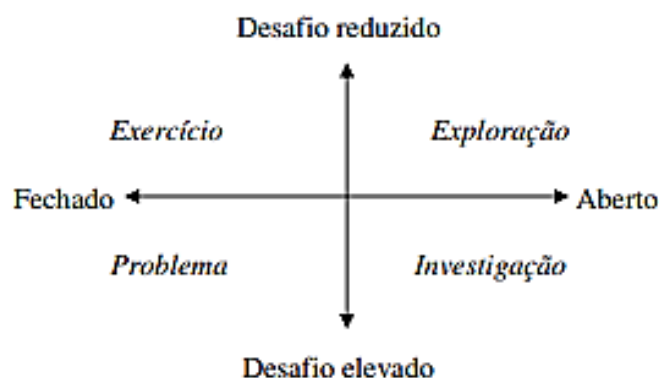 Desafio reduzido
Exercício Exploração
Fechado Aberto
Problema Investigação
Desafio elevado